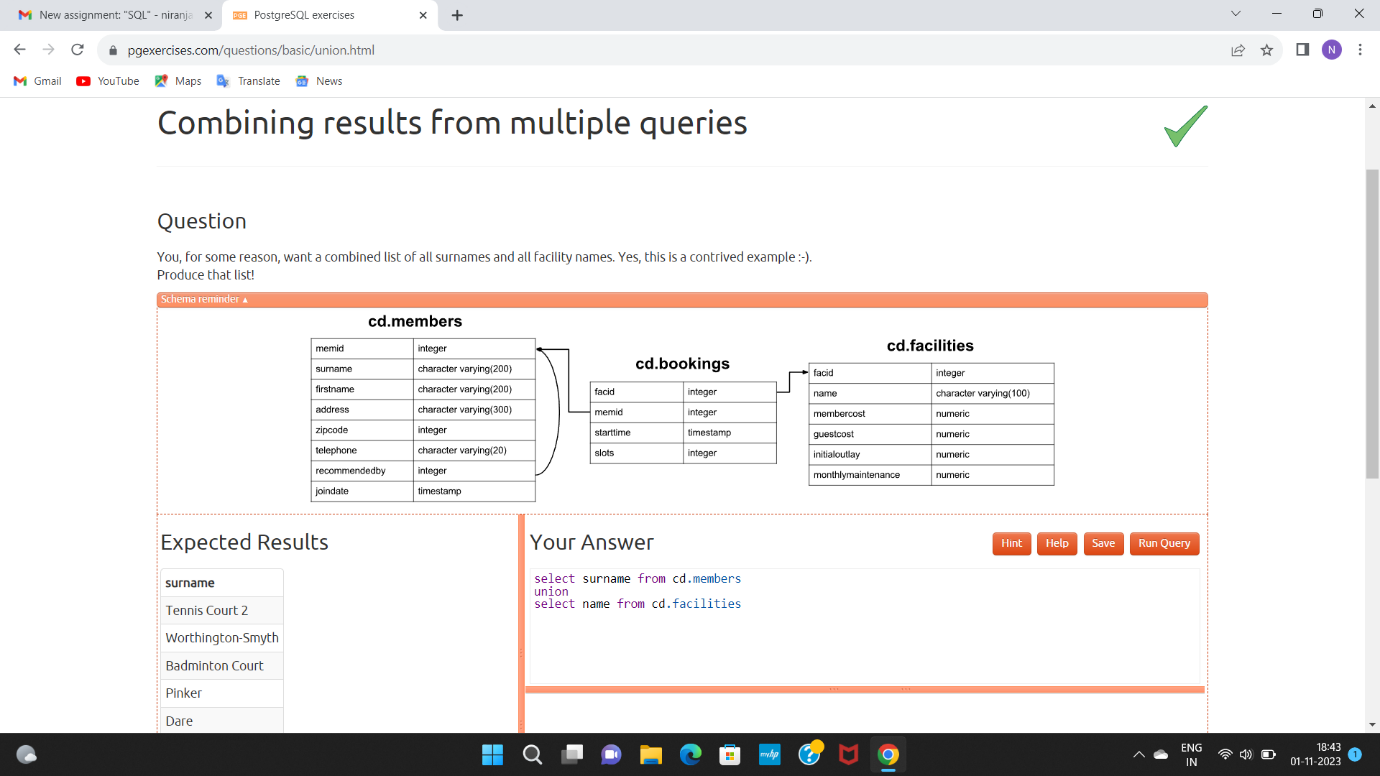 New assignment: "SQL" - niranja
PG EX PostgreSQL exercises
pgexercises.com/questions/basic/union.html
N
Gmail YouTube Maps Translate News
Combining results from multiple queries
Question
You, for some reason, want a combined list of all surnames and all facility names. Yes, this is a contrived example :-).
Produce that list!
Schema reminder ▴
cd.members
memid integer
surname character varying(200)
firstname character varying(200)
address character varying(300)
zipcode integer
telephone character varying(20)
recommendedby integer
joindate timestamp
cd.bookings
facid integer
memid integer
starttime timestamp
slots integer
cd.facilities
facid integer
name character varying(100)
membercost numeric
guestcost numeric
initialoutlay numeric
monthlymaintenance numeric
Expected Results
surname
Tennis Court 2
Worthington-Smyth
Badminton Court
Pinker
Dare
Your Answer
Hint Help Save Run Query
select surname from cd.members
union
select name from cd.facilities
myhp
ENG
IN
18:43
01-11-2023
1